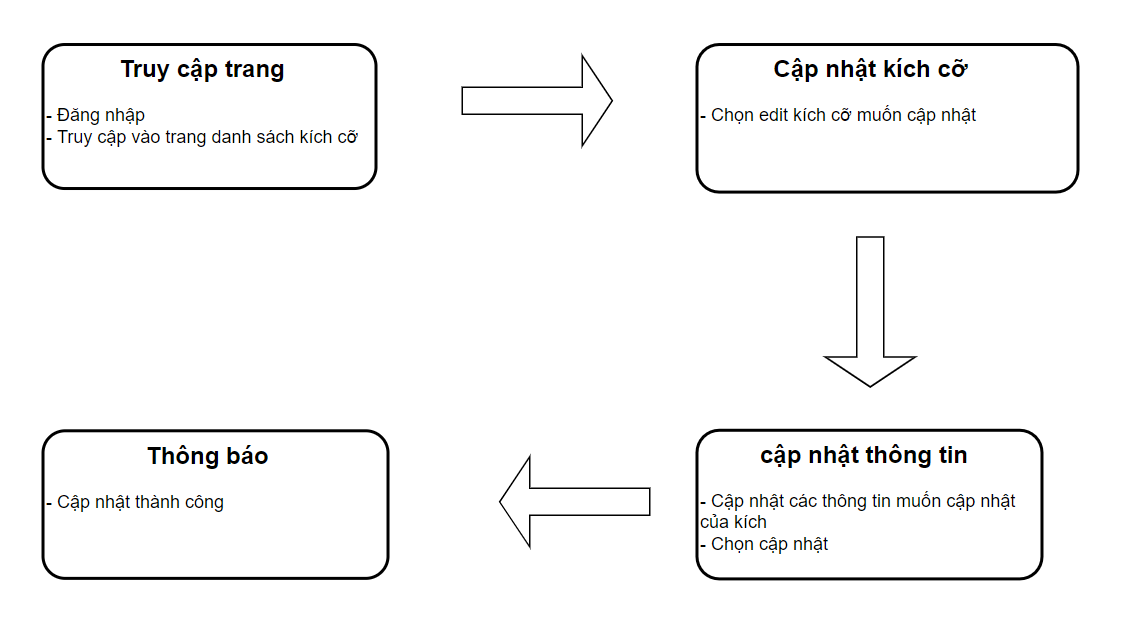 Truy cập trang
- Đăng nhập
- Truy cập vào trang danh sách kích cỡ
Cập nhật kích cỡ
- Chọn edit kích cỡ muốn cập nhật
cập nhật thông tin
- Cập nhật các thông tin muốn cập nhật
của kích
- Chọn cập nhật
Thông báo
- Cập nhật thành công